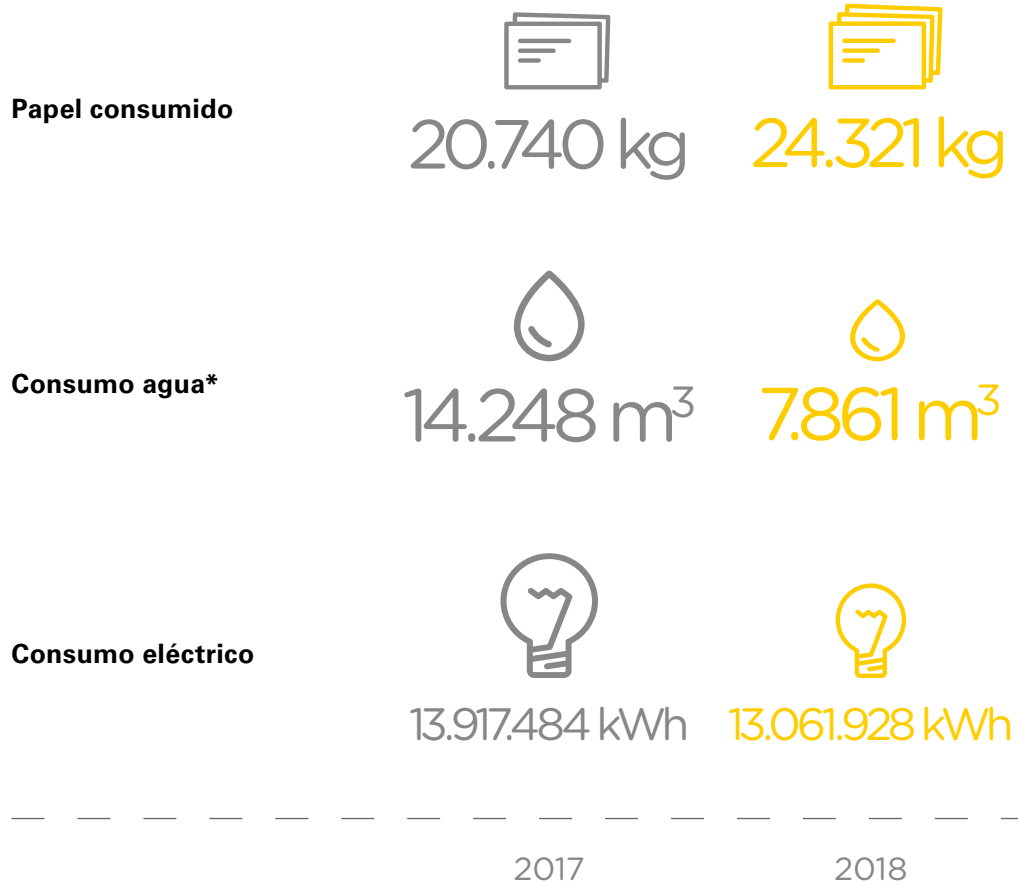 Papel consumido
20.740 kg
24.321 kg
Consumo agua*
14.248 m³
7.861 m³
Consumo eléctrico
13.917.484 kWh
13.061.928 kWh
2017
2018